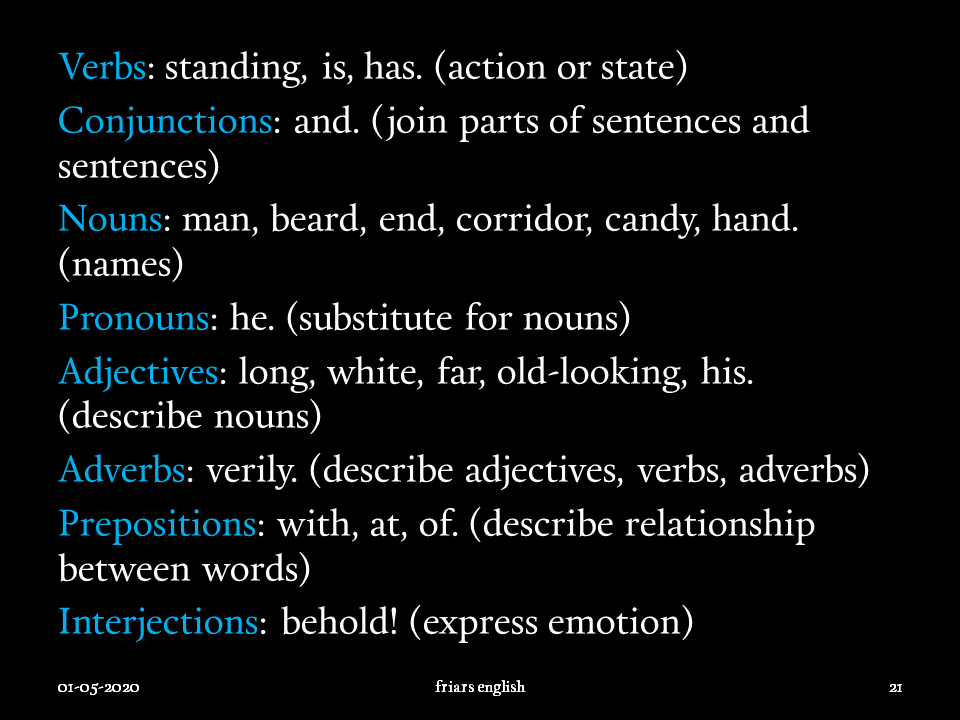 Verbs: standing, is, has. (action or state)
Conjunctions: and. (join parts of sentences and
sentences)
Nouns: man, beard, end, corridor, candy, hand.
(names)
Pronouns: he. (substitute for nouns)
Adjectives: long, white, far, old-looking, his.
(describe nouns)
Adverbs: verily. (describe adjectives, verbs, adverbs)
Prepositions: with, at, of. (describe relationship
between words)
Interjections: behold! (express emotion)
01-05-2020 friars english 21